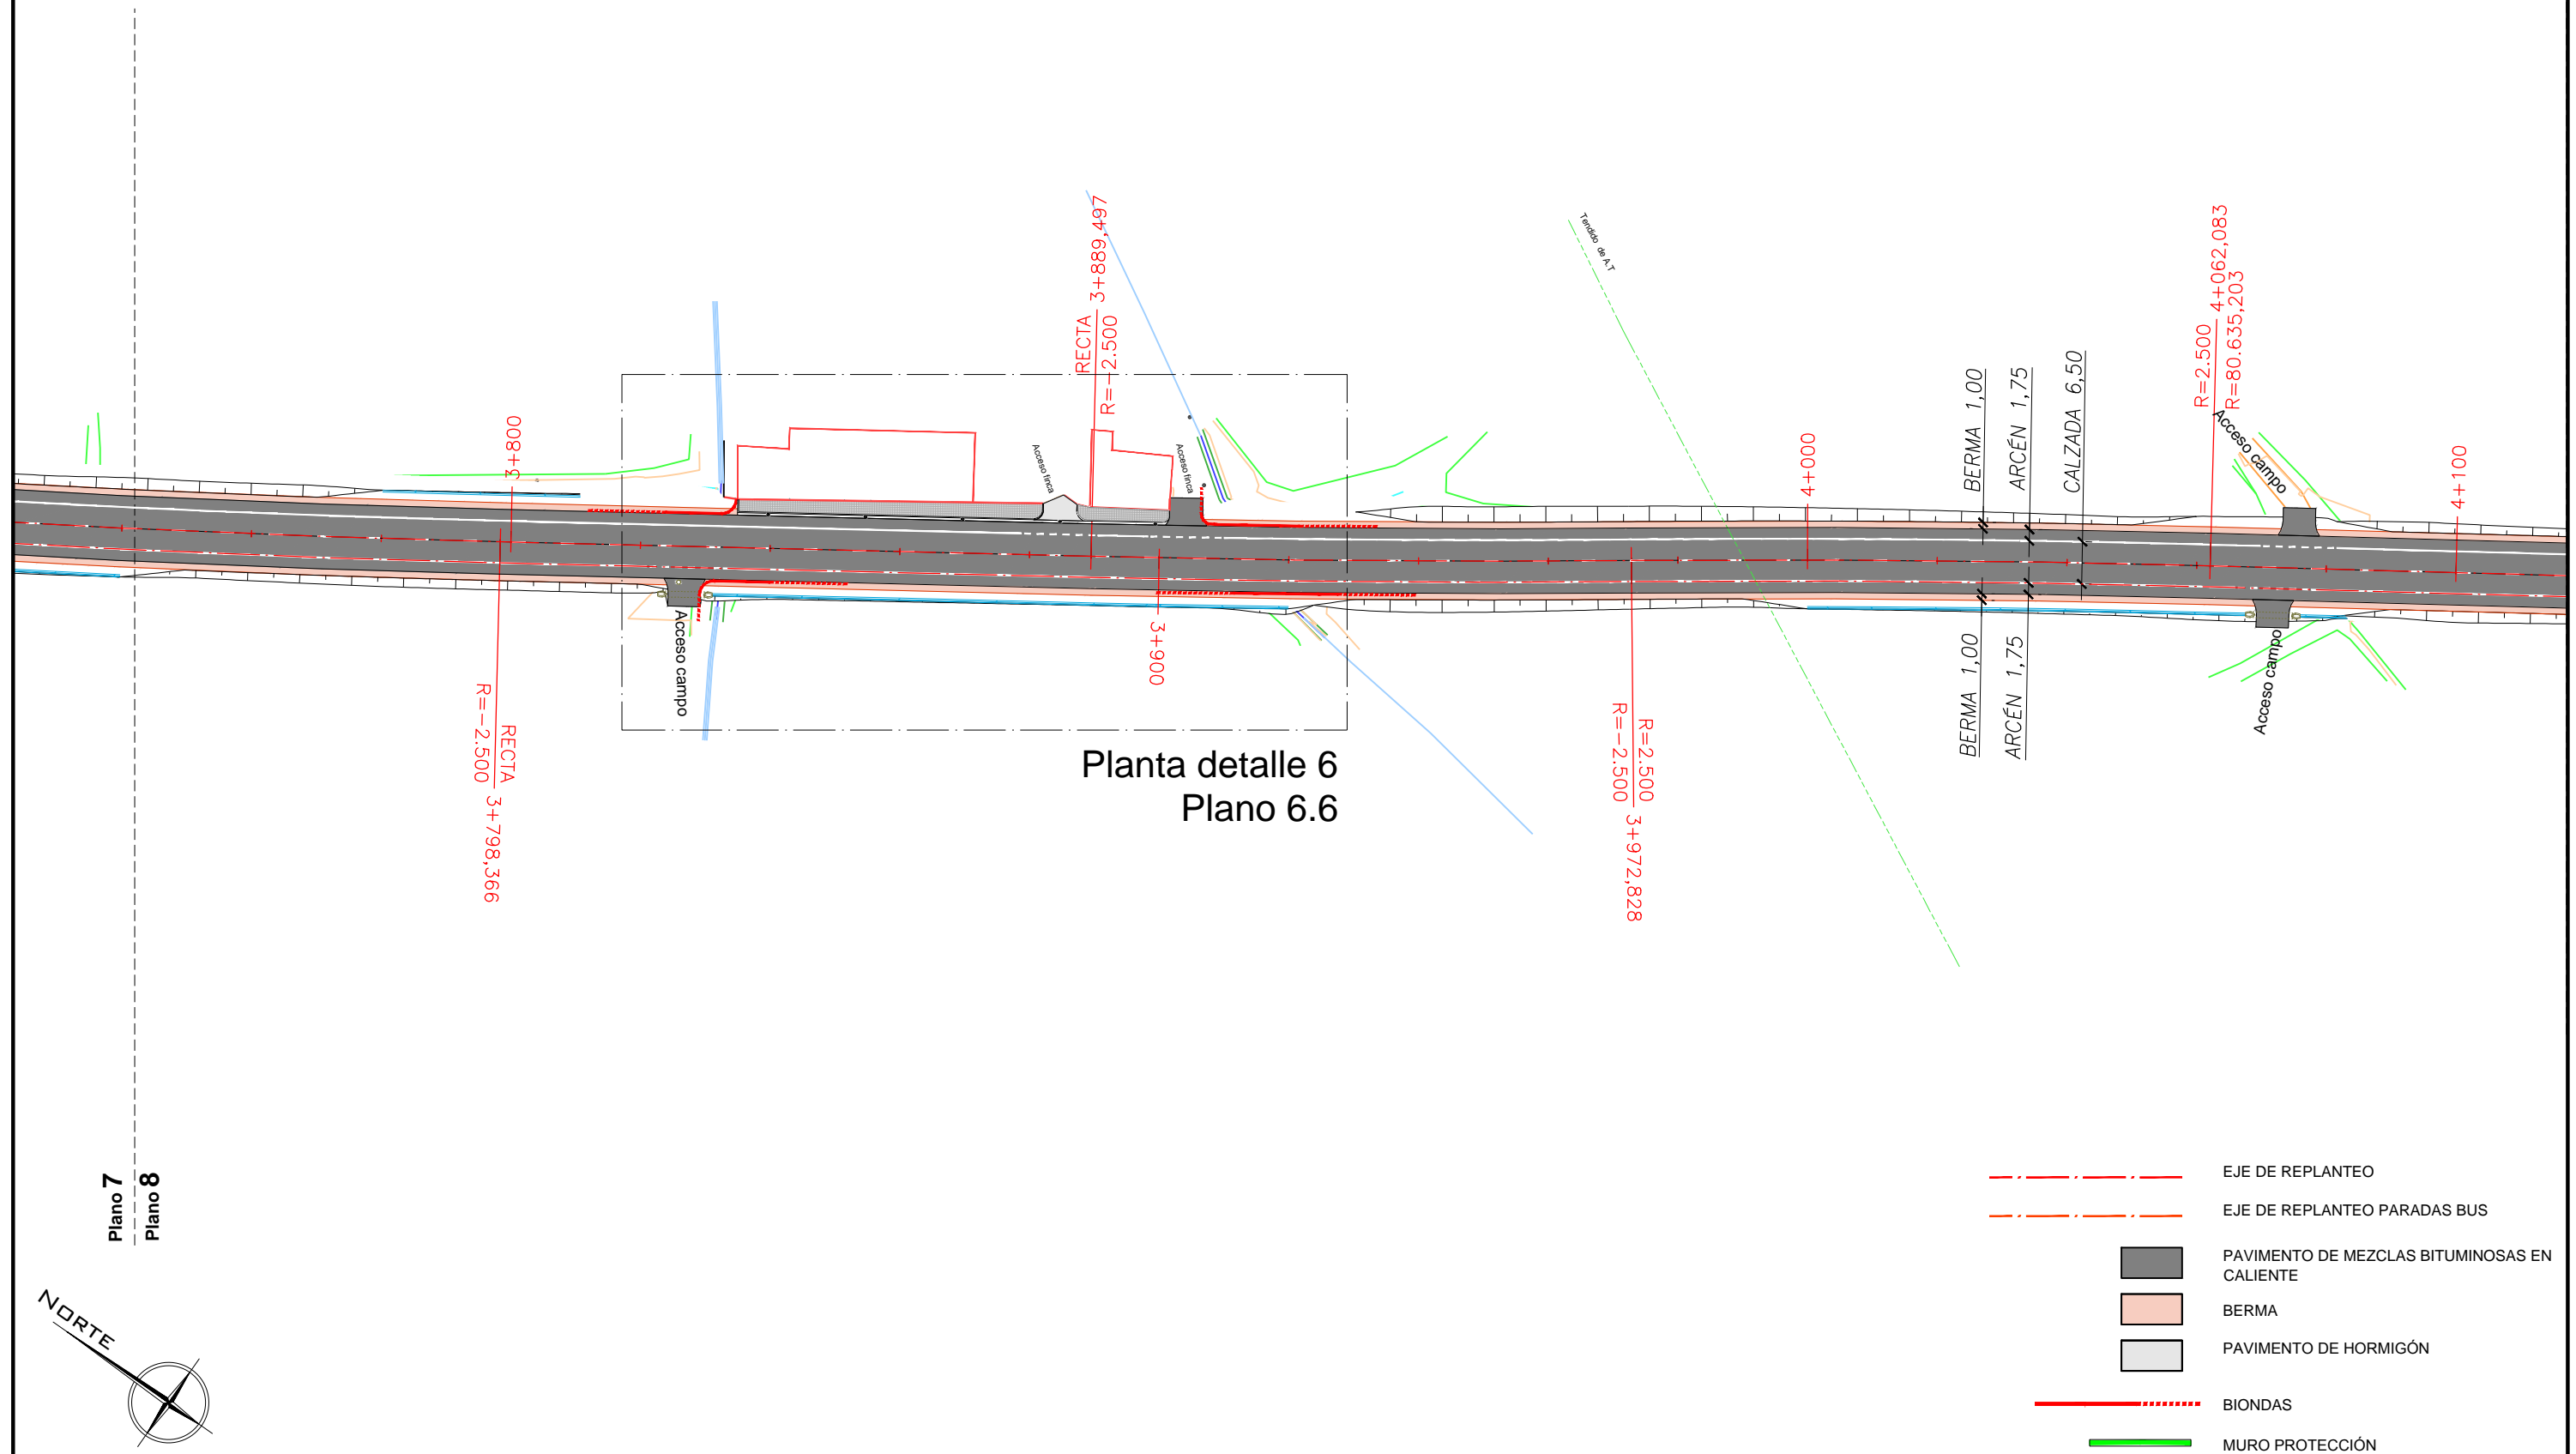 3+800
RECTA
R=-2.500
3+798,366
RECTA
R=-2.500
3+889,497
Acceso finca
Acceso finca
Acceso campo
3+900
Planta detalle 6
Plano 6.6
Tendido de A.T
R=2.500
R=-2.500
3+972,828
4+000
BERMA 1,00
ARCÉN 1,75
CALZADA 6,50
BERMA 1,00
ARCÉN 1,75
R=2.500
R=80.635,203
4+062,083
Acceso campo
Acceso campo
4+100
Plano 7
Plano 8
NORTE
EJE DE REPLANTEO
EJE DE REPLANTEO PARADAS BUS
PAVIMENTO DE MEZCLAS BITUMINOSAS EN
CALIENTE
BERMA
PAVIMENTO DE HORMIGÓN
BIONDAS
MURO PROTECCIÓN